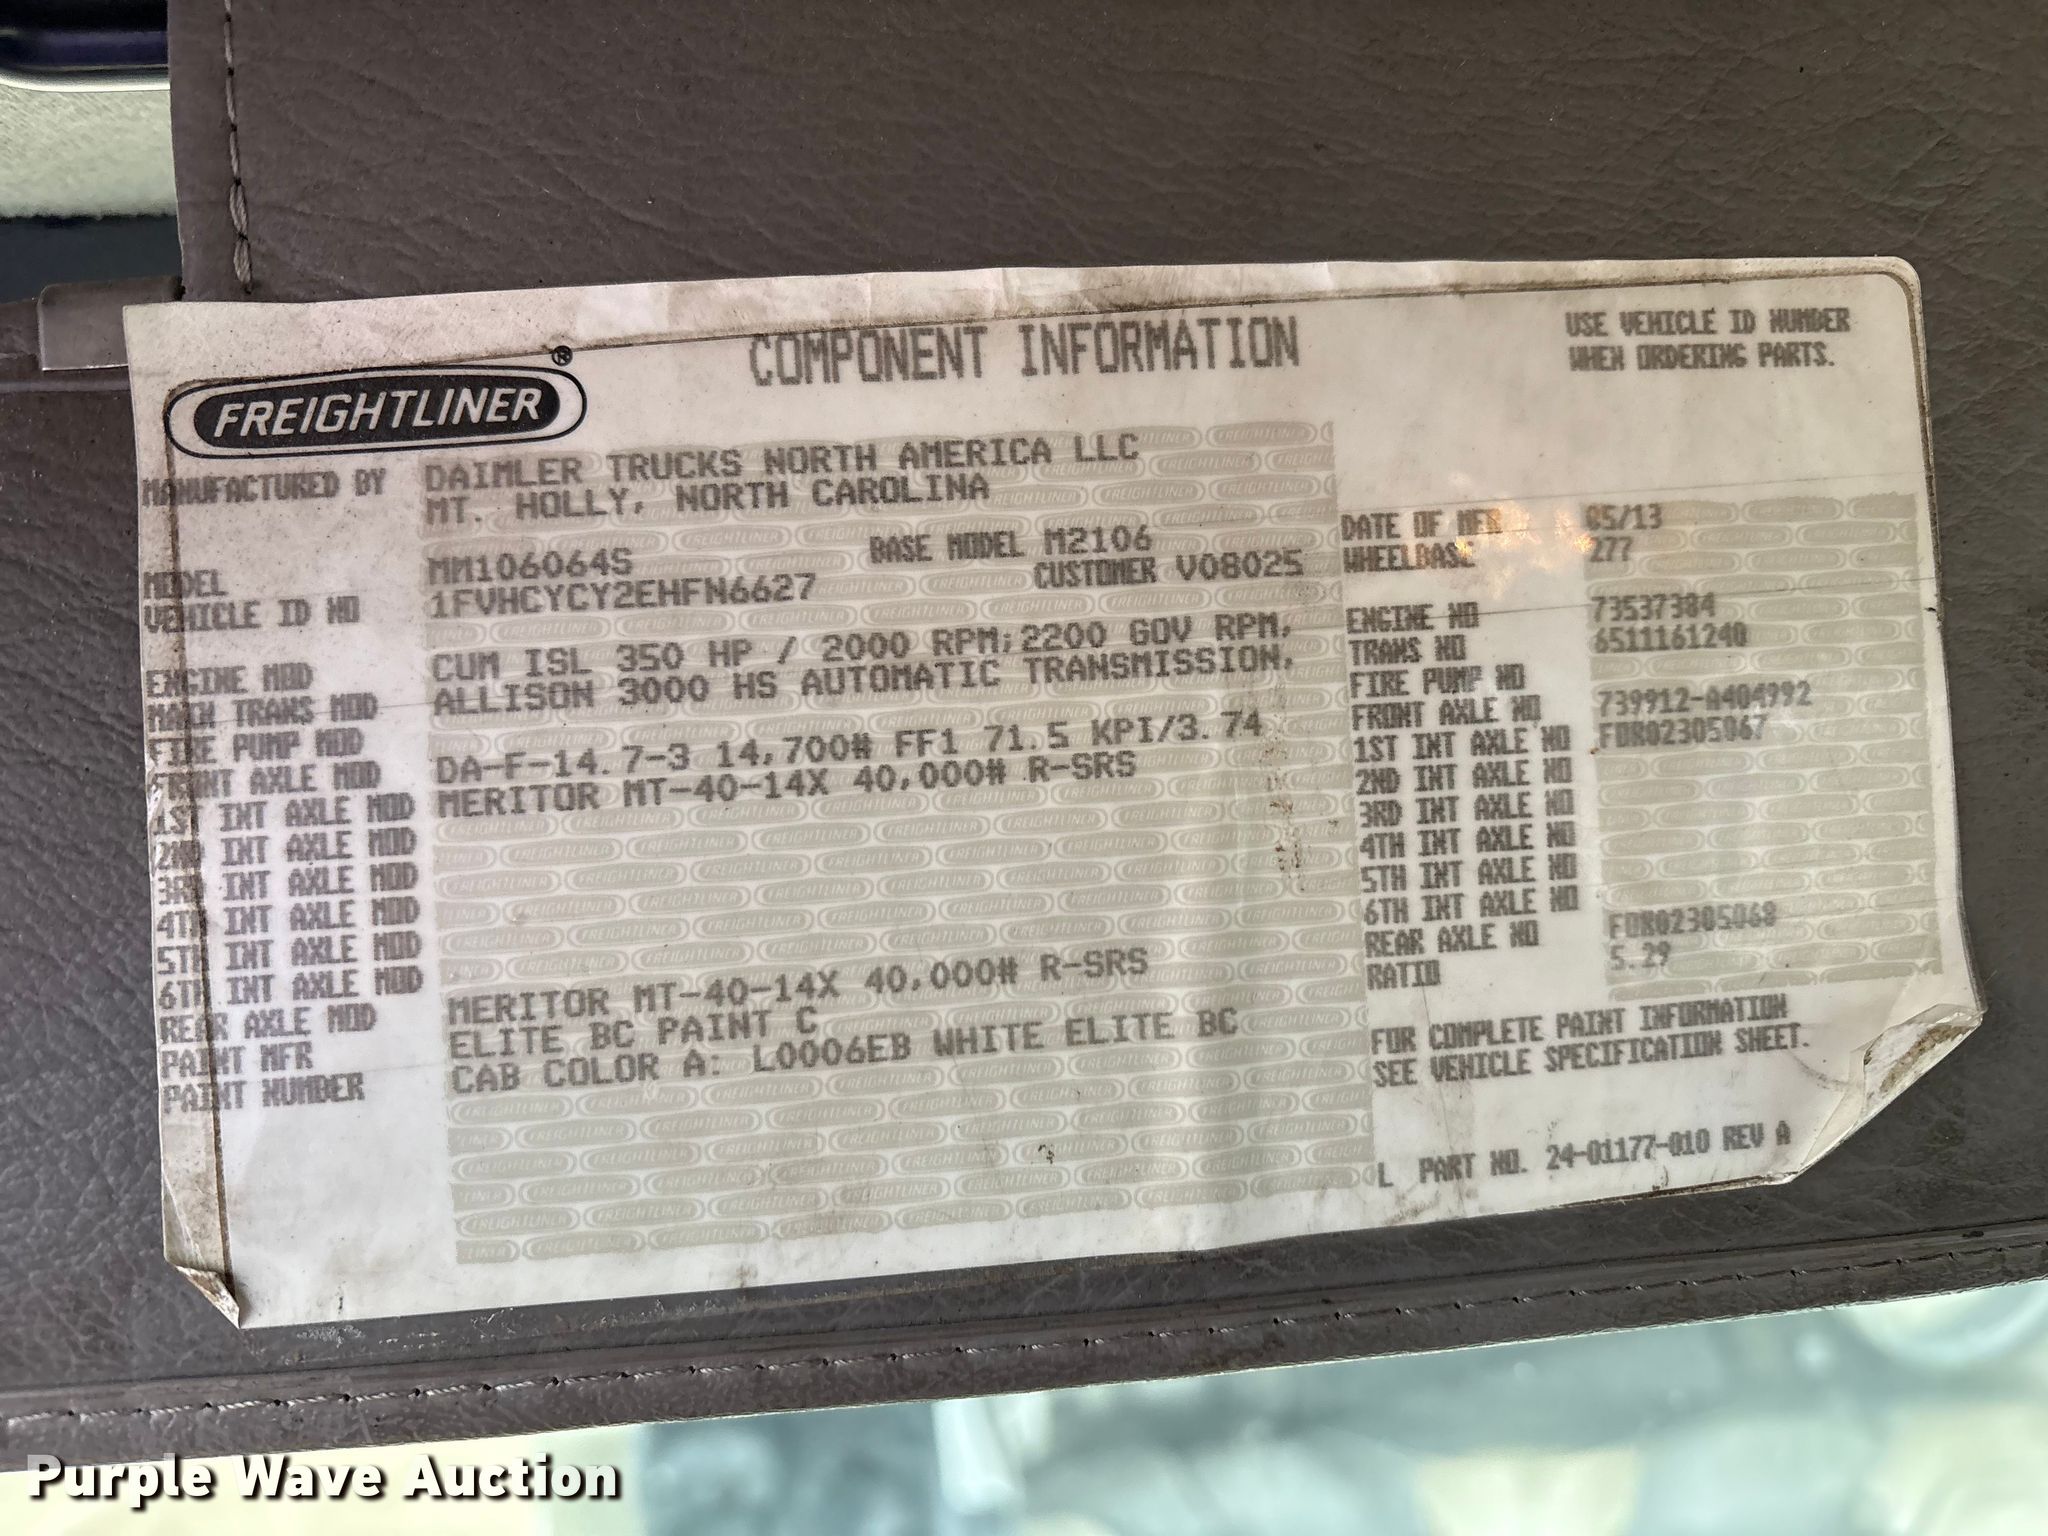 COMPONENT INFORMATION
USE VEHICLE ID NUMBER
WHEN ORDERING PARTS.
FREIGHTLINER®
MANUFACTURED BY DAIMLER TRUCKS NORTH AMERICA LLC
MT. HOLLY, NORTH CAROLINA
MODEL MM106064S BASE MODEL M2106
VEHICLE ID NO 1FVHCYCY2EHFN6627 CUSTOMER V08025
ENGINE MOD CUM ISL 350 HP / 2000 RPM;2200 GOV RPM,
MAIN TRANS MOD ALLISON 3000 HS AUTOMATIC TRANSMISSION,
FIRE PUMP MOD
FRONT AXLE MOD DA-F-14.7-3 14,700# FF1 71.5 KPI/3.74
1ST INT AXLE MOD MERITOR MT-40-14X 40,000# R-SRS
2ND INT AXLE MOD
3RD INT AXLE MOD
4TH INT AXLE MOD
5TH INT AXLE MOD
6TH INT AXLE MOD
REAR AXLE MOD MERITOR MT-40-14X 40,000# R-SRS
PAINT MFR ELITE BC PAINT C
PAINT NUMBER CAB COLOR A: L0006EB WHITE ELITE BC
DATE OF MFR 05/13
WHEELBASE 277
ENGINE NO 73537384
TRANS NO 6511161240
FIRE PUMP NO
FRONT AXLE NO 739912-A404992
1ST INT AXLE NO FDR02305067
2ND INT AXLE NO
3RD INT AXLE NO
4TH INT AXLE NO
5TH INT AXLE NO
6TH INT AXLE NO
REAR AXLE NO FDR02305068
RATIO 5.29
FOR COMPLETE PAINT INFORMATION
SEE VEHICLE SPECIFICATION SHEET.
L PART NO. 24-01177-010 REV A
Purple Wave Auction